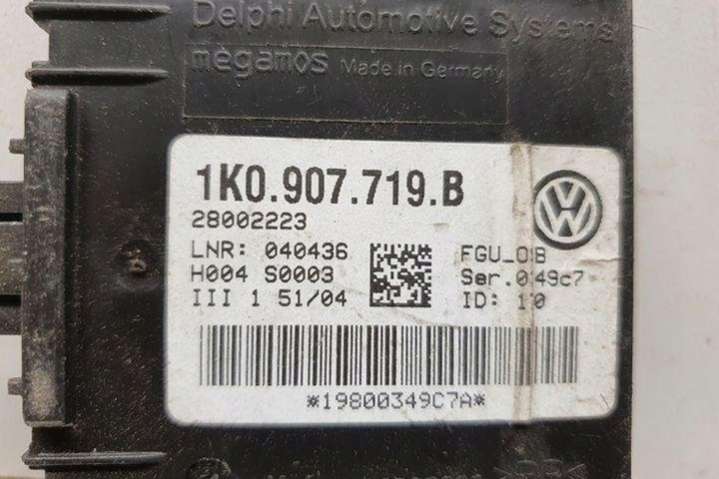 Delphi Automotive Systems
megamos Made in Germany
1K0.907.719.B
28002223
LNR: 040436 FGU_08
H004 S0003 Ser.049c7
III 1 51/04 ID: 10
*19800349C7A*